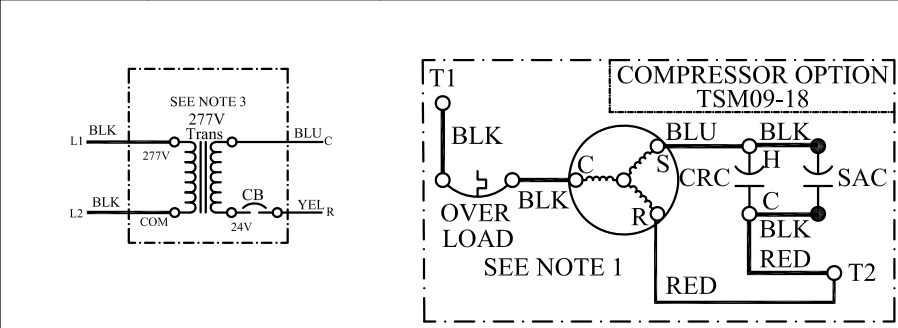 SEE NOTE 3
277V
Trans
L1 BLK
277V
BLU C
L2 BLK
COM
CB
24V
YEL R
COMPRESSOR OPTION
TSM09-18
T1
BLK
OVER
LOAD
BLK
C
S
R
BLU
BLK
H
CRC
SAC
C
BLK
RED
T2
RED
SEE NOTE 1